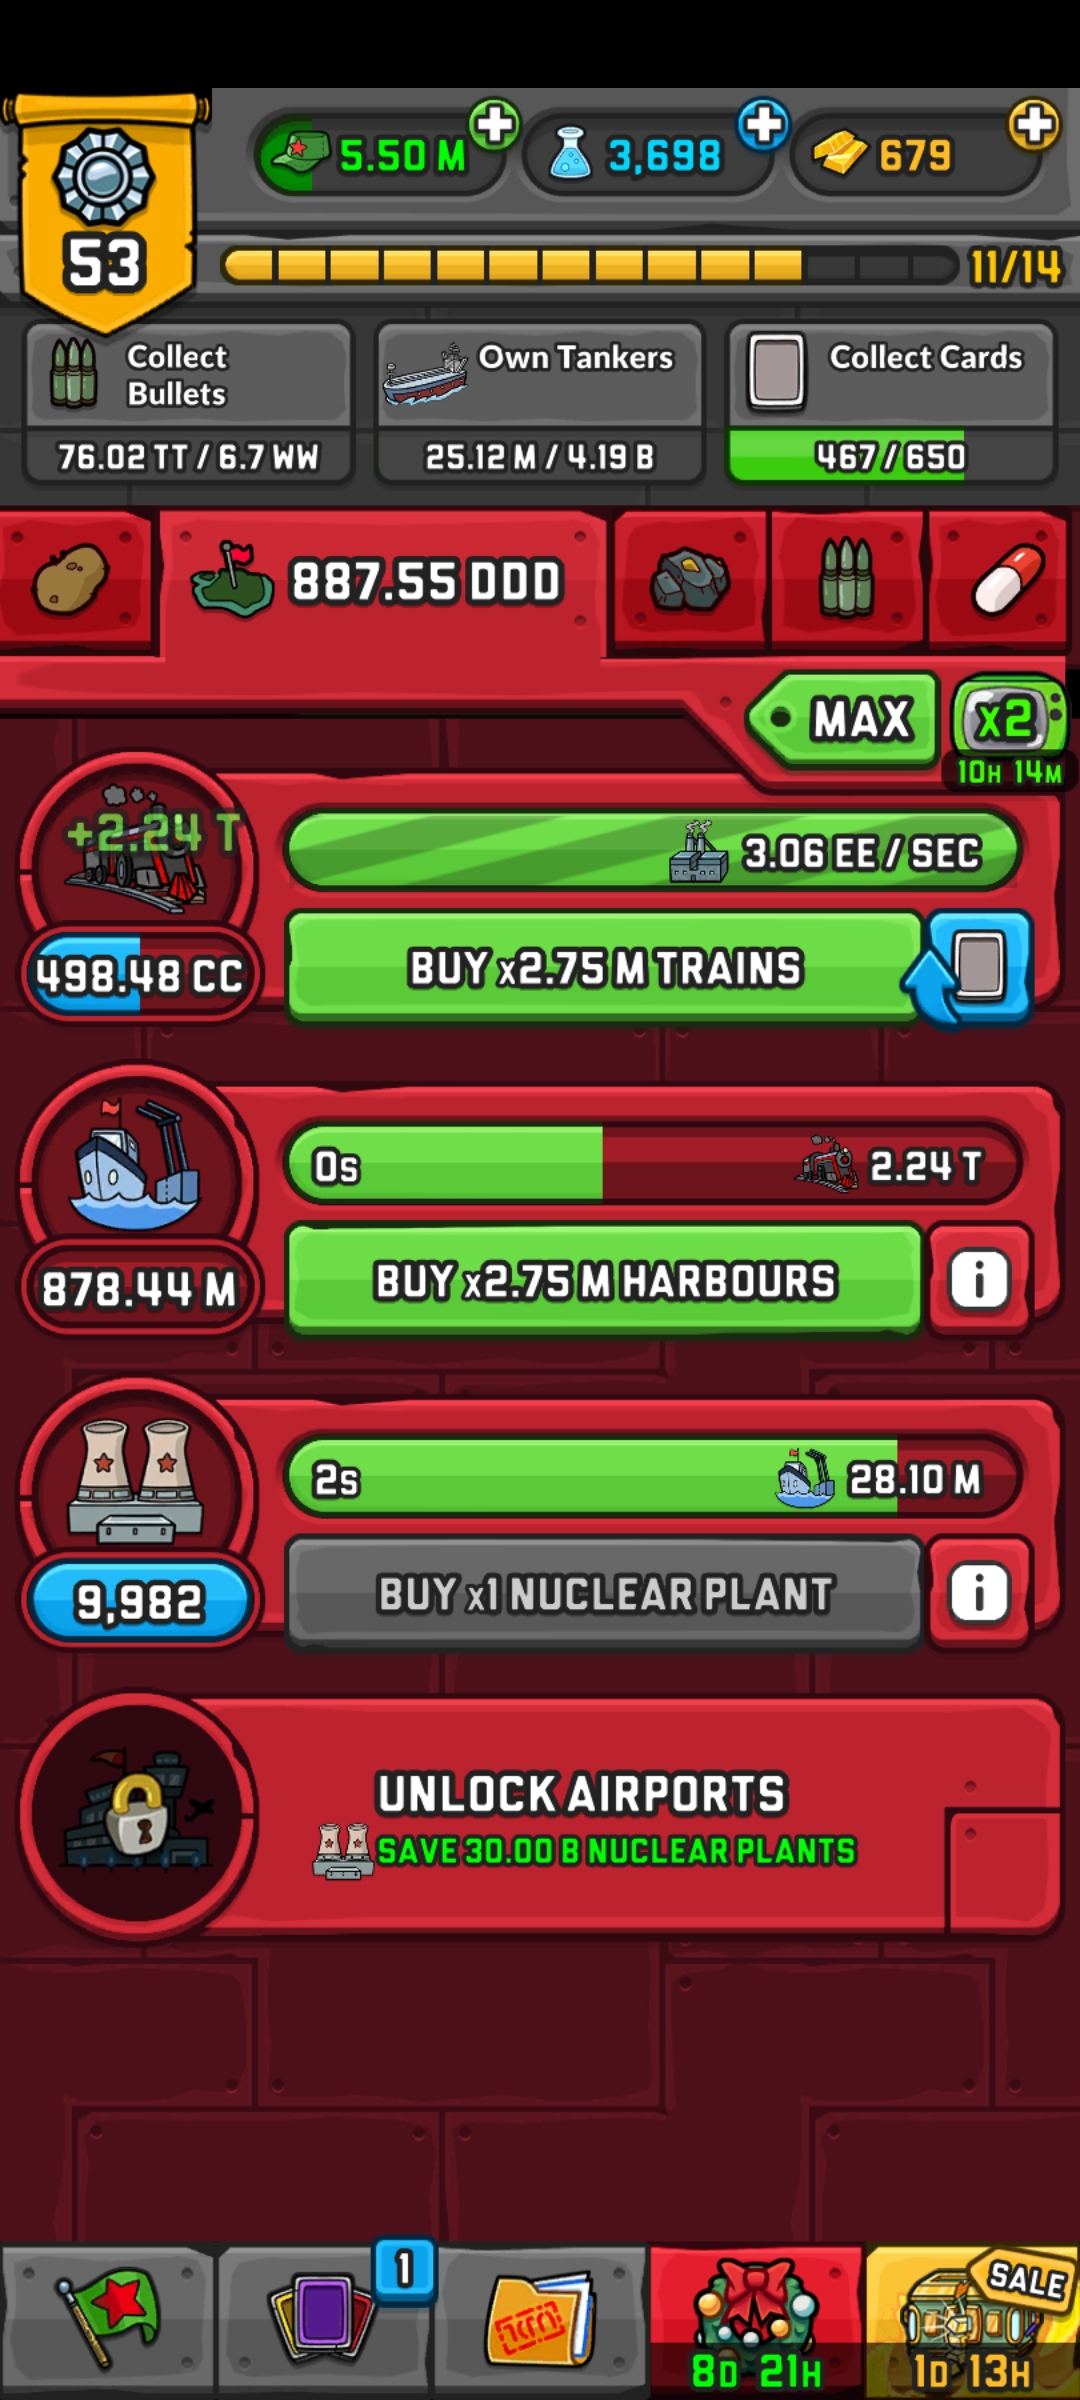 5.50 M
3,698
679
53
11/14
Collect
Bullets
76.02 TT / 6.7 WW
Own Tankers
25.12 M / 4.19 B
Collect Cards
467 / 650
887.55 DDD
MAX
x2
10H 14M
+2.24 T
3.06 EE / SEC
498.48 CC
BUY x2.75 M TRAINS
0s
2.24 T
878.44 M
BUY x2.75 M HARBOURS
i
2s
28.10 M
9,982
BUY x1 NUCLEAR PLANT
i
UNLOCK AIRPORTS
SAVE 30.00 B NUCLEAR PLANTS
1
SALE
8D 21H
1D 13H